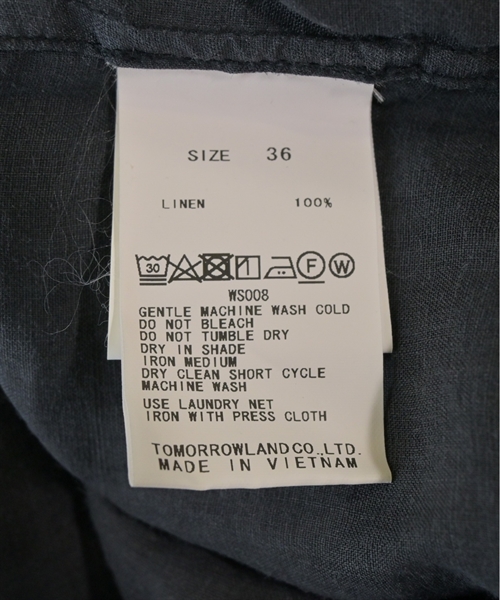 SIZE 36
LINEN 100%
30 F W
WS008
GENTLE MACHINE WASH COLD
DO NOT BLEACH
DO NOT TUMBLE DRY
DRY IN SHADE
IRON MEDIUM
DRY CLEAN SHORT CYCLE
MACHINE WASH
USE LAUNDRY NET
IRON WITH PRESS CLOTH
TOMORROWLAND CO.,LTD.
MADE IN VIETNAM